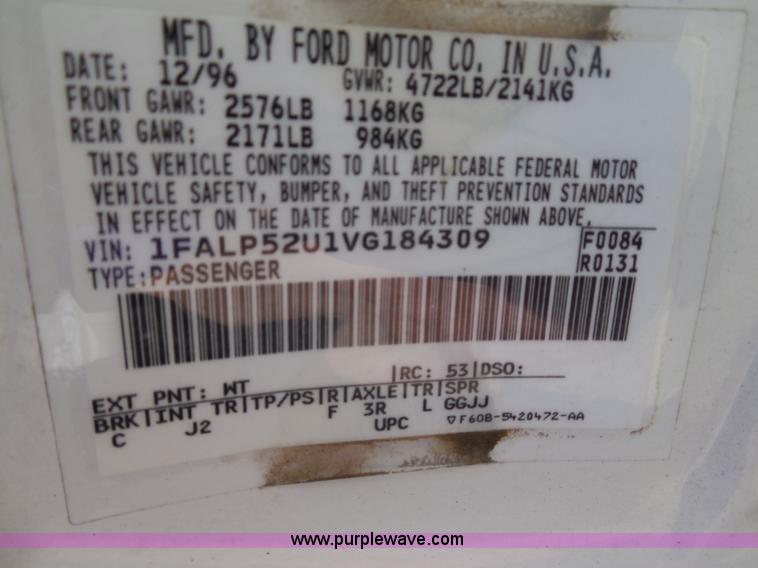 MFD. BY FORD MOTOR CO. IN U.S.A.
DATE: 12/96 GVWR: 4722LB/2141KG
FRONT GAWR: 2576LB 1168KG
REAR GAWR: 2171LB 984KG
THIS VEHICLE CONFORMS TO ALL APPLICABLE FEDERAL MOTOR
VEHICLE SAFETY, BUMPER, AND THEFT PREVENTION STANDARDS
IN EFFECT ON THE DATE OF MANUFACTURE SHOWN ABOVE.
VIN: 1FALP52U1VG184309 F0084
TYPE: PASSENGER R0131
EXT PNT: WT RC: 53 DSO:
BRK INT TR TP/PS R AXLE TR SPR
C J2 F 3R L GGJJ
UPC F60B-5420472-AA
www.purplewave.com